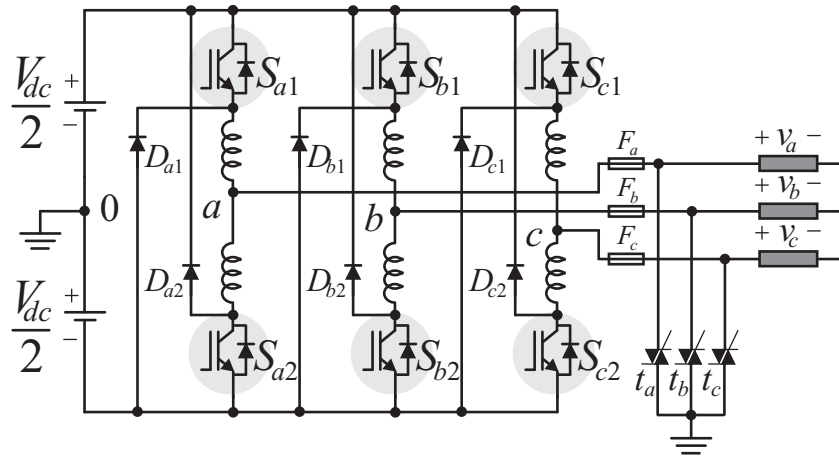 V_dc/2
+
−
S_a1
S_b1
S_c1
D_a1
D_b1
D_c1
F_a
+ v_a −
0
a
F_b
+ v_b −
b
c
F_c
+ v_c −
D_a2
D_b2
D_c2
V_dc/2
+
−
S_a2
S_b2
S_c2
t_a
t_b
t_c